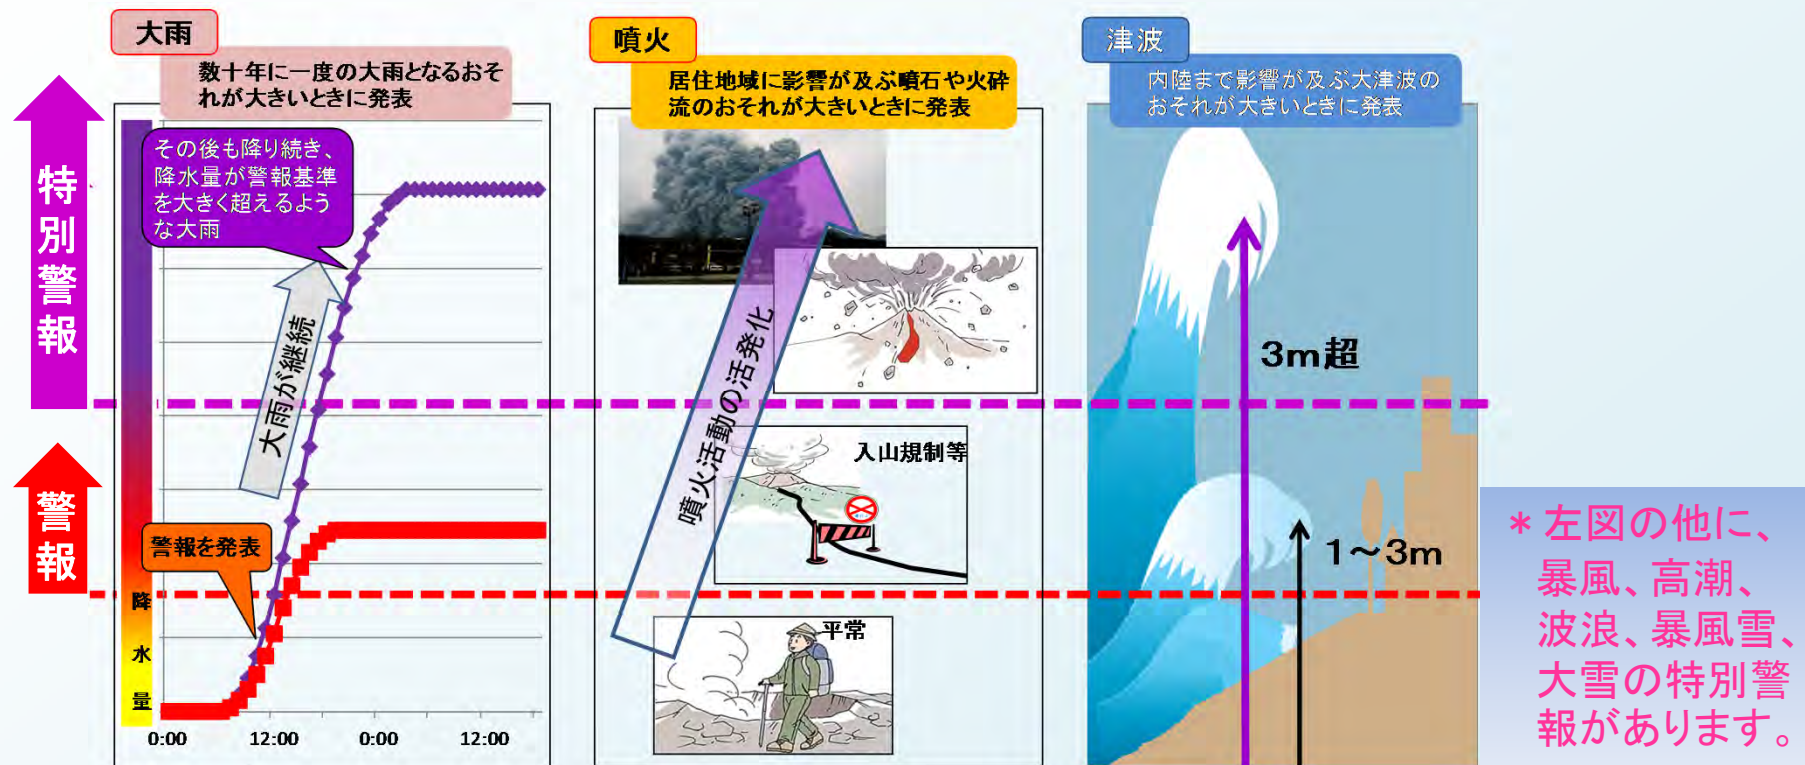 特別警報
警報
大雨
数十年に一度の大雨となるおそ
れが大きいときに発表
その後も降り続き、
降水量が警報基準
を大きく超えるよう
な大雨
大雨が継続
警報を発表
降水量
0:00 12:00 0:00 12:00
噴火
居住地域に影響が及ぶ噴石や火砕
流のおそれが大きいときに発表
噴火活動の活発化
入山規制等
平常
津波
内陸まで影響が及ぶ大津波の
おそれが大きいときに発表
3m超
1～3m
＊左図の他に、
暴風、高潮、
波浪、暴風雪、
大雪の特別警
報があります。